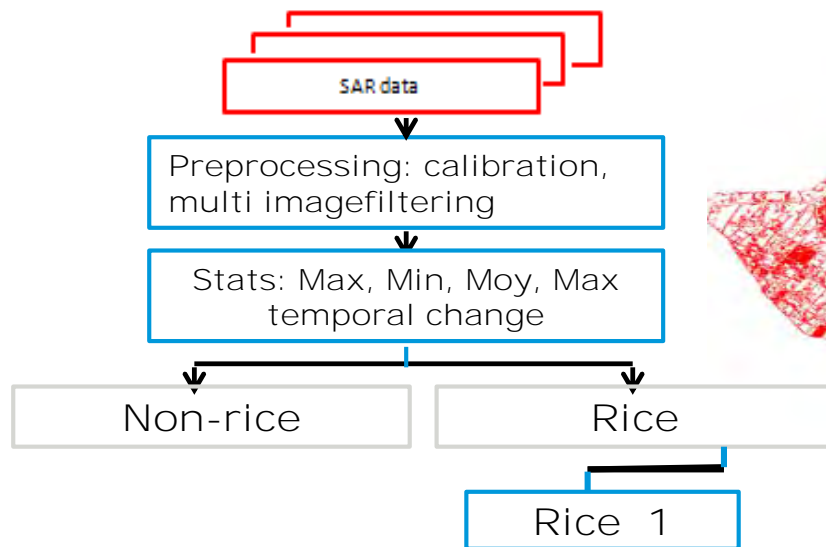 SAR data
Preprocessing: calibration,
multi imagefiltering
Stats: Max, Min, Moy, Max
temporal change
Non-rice
Rice
Rice 1